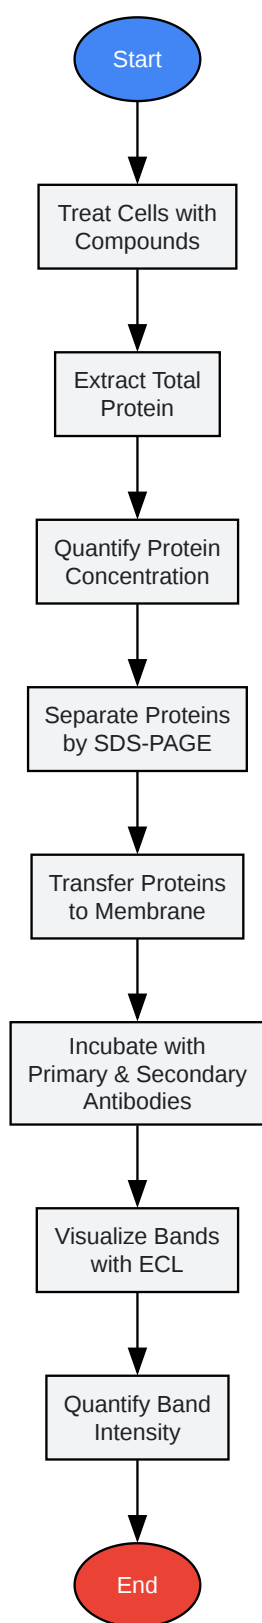 Start
Treat Cells with
Compounds
Extract Total
Protein
Quantify Protein
Concentration
Separate Proteins
by SDS-PAGE
Transfer Proteins
to Membrane
Incubate with
Primary & Secondary
Antibodies
Visualize Bands
with ECL
Quantify Band
Intensity
End